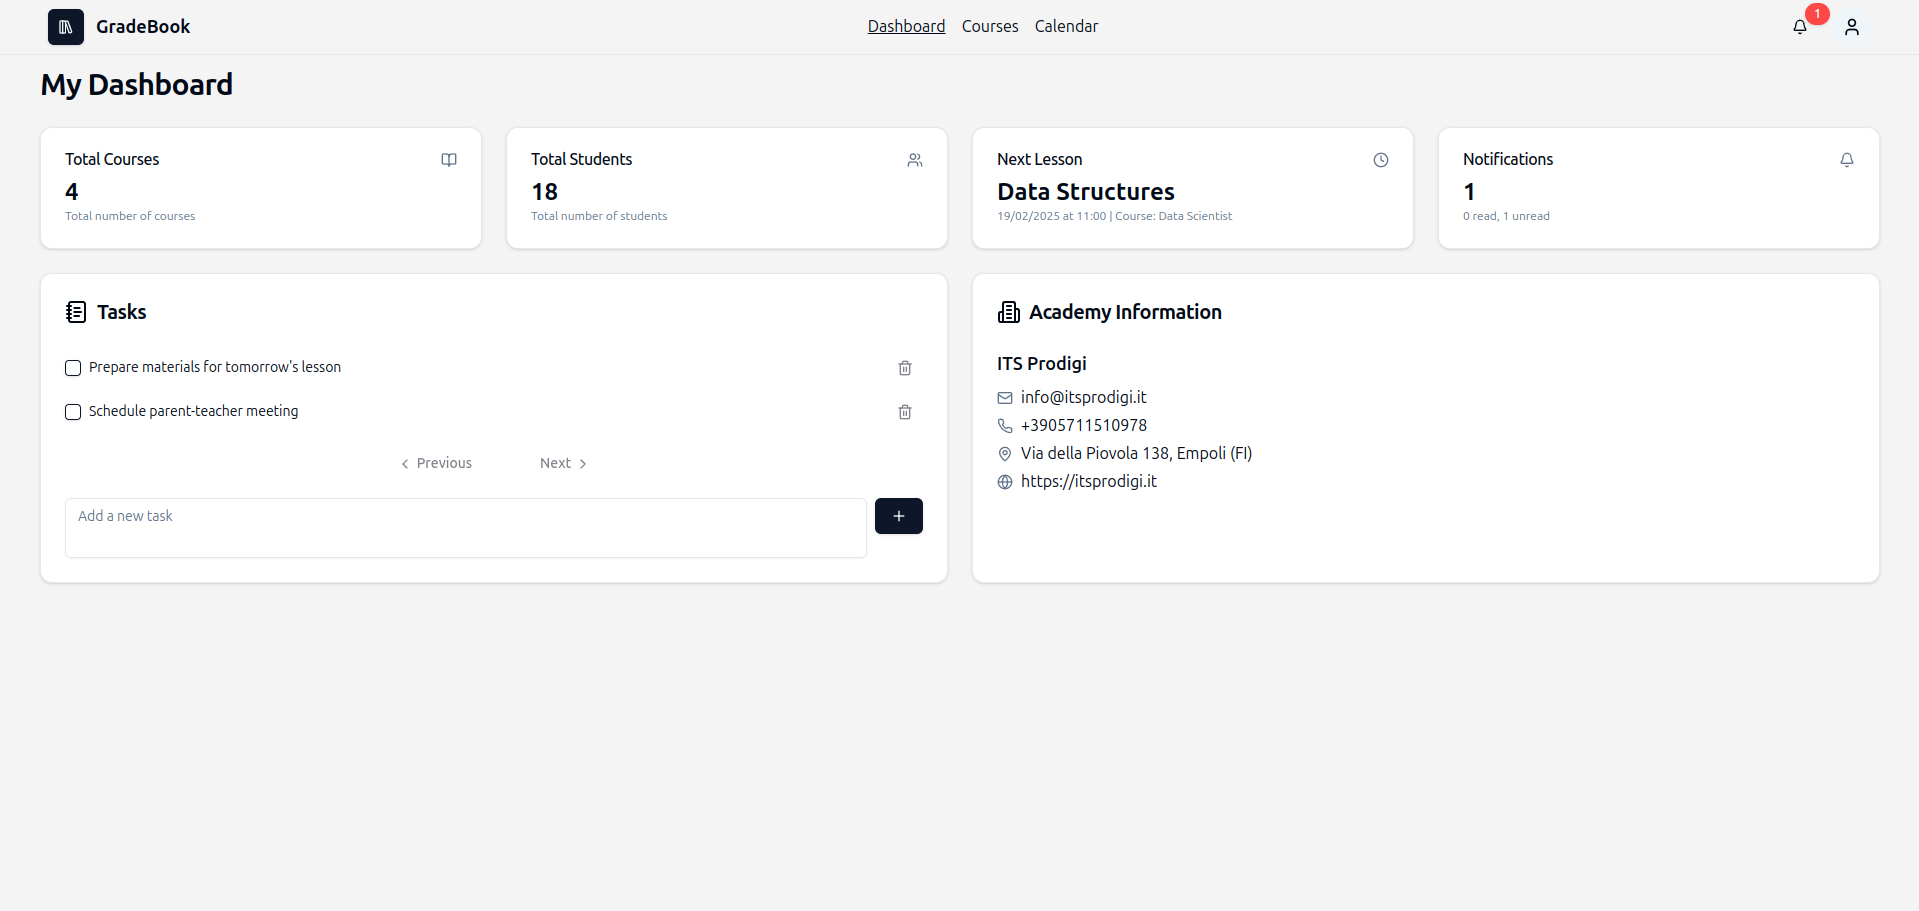 GradeBook
Dashboard Courses Calendar
1
My Dashboard
Total Courses
4
Total number of courses
Total Students
18
Total number of students
Next Lesson
Data Structures
19/02/2025 at 11:00 | Course: Data Scientist
Notifications
1
0 read, 1 unread
Tasks
Prepare materials for tomorrow's lesson
Schedule parent-teacher meeting
Previous Next
Add a new task
Academy Information
ITS Prodigi
info@itsprodigi.it
+3905711510978
Via della Piovola 138, Empoli (FI)
https://itsprodigi.it